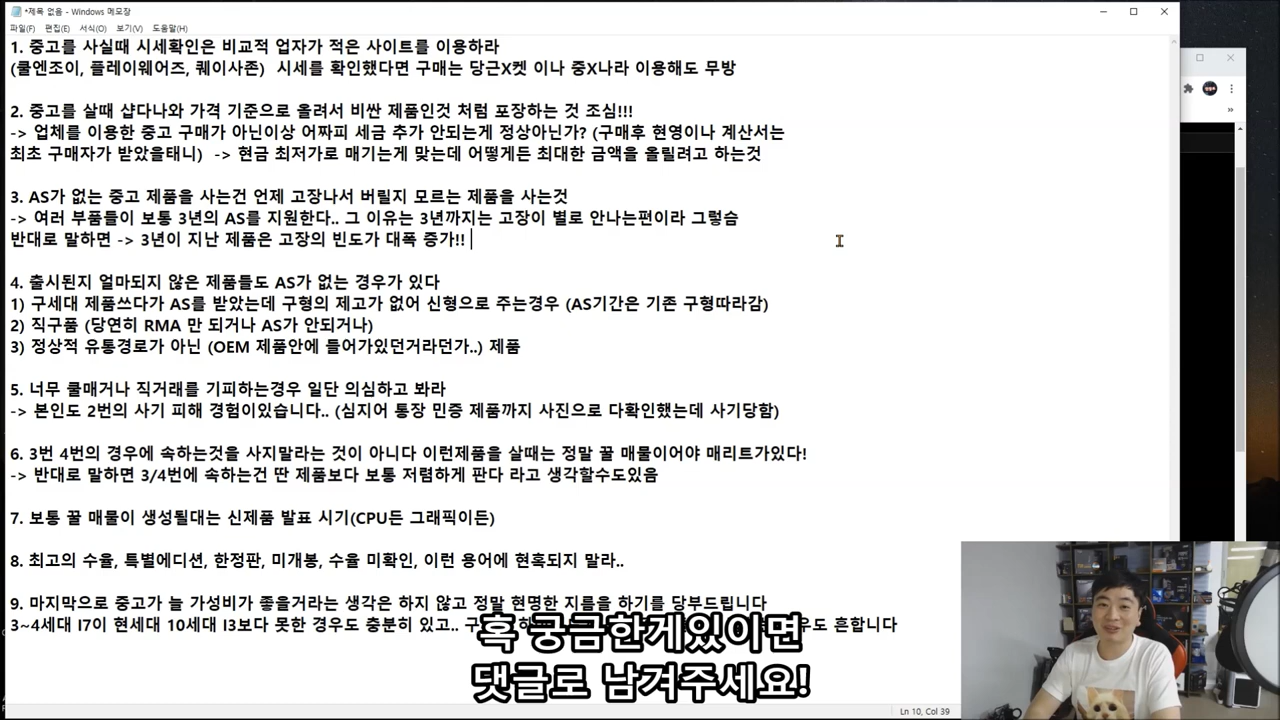 *제목 없음 - Windows 메모장
파일(F) 편집(E) 서식(O) 보기(V) 도움말(H)
1. 중고를 사실때 시세확인은 비교적 업자가 적은 사이트를 이용하라
(쿨엔조이, 플레이웨어즈, 퀘이사존) 시세를 확인했다면 구매는 당근X켓 이나 중X나라 이용해도 무방
2. 중고를 살때 샵다나와 가격 기준으로 올려서 비싼 제품인것 처럼 포장하는 것 조심!!!
-> 업체를 이용한 중고 구매가 아닌이상 어짜피 세금 추가 안되는게 정상아닌가? (구매후 현영이나 계산서는
최초 구매자가 받았을태니) -> 현금 최저가로 매기는게 맞는데 어떻게든 최대한 금액을 올릴려고 하는것
3. AS가 없는 중고 제품을 사는건 언제 고장나서 버릴지 모르는 제품을 사는것
-> 여러 부품들이 보통 3년의 AS를 지원한다.. 그 이유는 3년까지는 고장이 별로 안나는편이라 그렇슴
반대로 말하면 -> 3년이 지난 제품은 고장의 빈도가 대폭 증가!!
4. 출시된지 얼마되지 않은 제품들도 AS가 없는 경우가 있다
1) 구세대 제품쓰다가 AS를 받았는데 구형의 제고가 없어 신형으로 주는경우 (AS기간은 기존 구형따라감)
2) 직구품 (당연히 RMA 만 되거나 AS가 안되거나)
3) 정상적 유통경로가 아닌 (OEM 제품안에 들어가있던거라던가..) 제품
5. 너무 쿨매거나 직거래를 기피하는경우 일단 의심하고 봐라
-> 본인도 2번의 사기 피해 경험이있습니다.. (심지어 통장 민증 제품까지 사진으로 다확인했는데 사기당함)
6. 3번 4번의 경우에 속하는것을 사지말라는 것이 아니다 이런제품을 살때는 정말 꿀 매물이어야 매리트가있다!
-> 반대로 말하면 3/4번에 속하는건 딴 제품보다 보통 저렴하게 판다 라고 생각할수도있음
7. 보통 꿀 매물이 생성될대는 신제품 발표 시기(CPU든 그래픽이든)
8. 최고의 수율, 특별에디션, 한정판, 미개봉, 수율 미확인, 이런 용어에 현혹되지 말라..
9. 마지막으로 중고가 늘 가성비가 좋을거라는 생각은 하지 않고 정말 현명한 지름을 하기를 당부드립니다
3~4세대 I7이 현세대 10세대 I3보다 못한 경우도 충분히 있고.. 흔합니다
혹 궁금한게있이면
댓글로 남겨주세요!
Ln 10, Col 39